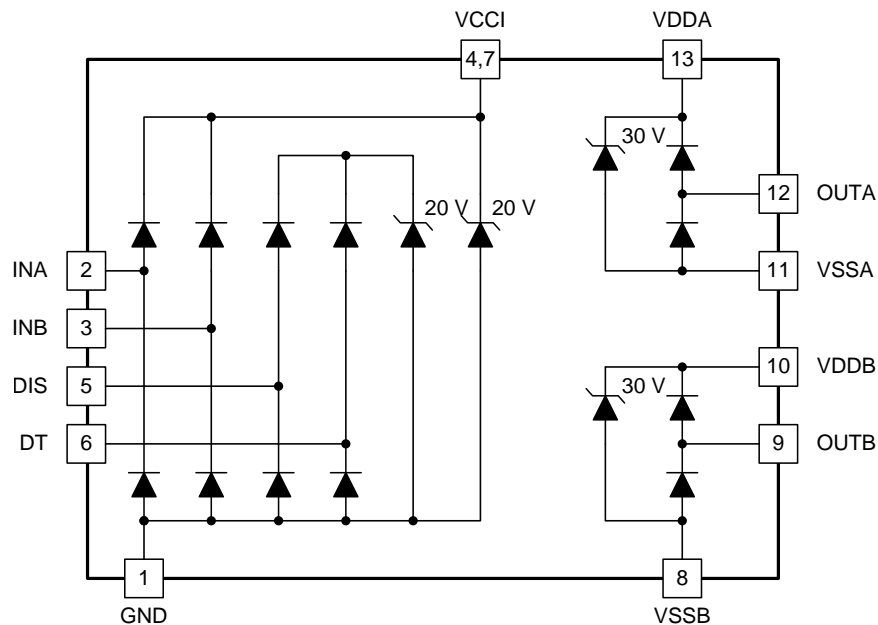 VCCI
VDDA
4,7
13
30 V
20 V
20 V
12
OUTA
INA
2
11
VSSA
INB
3
DIS
5
10
VDDB
30 V
DT
6
9
OUTB
1
8
GND
VSSB